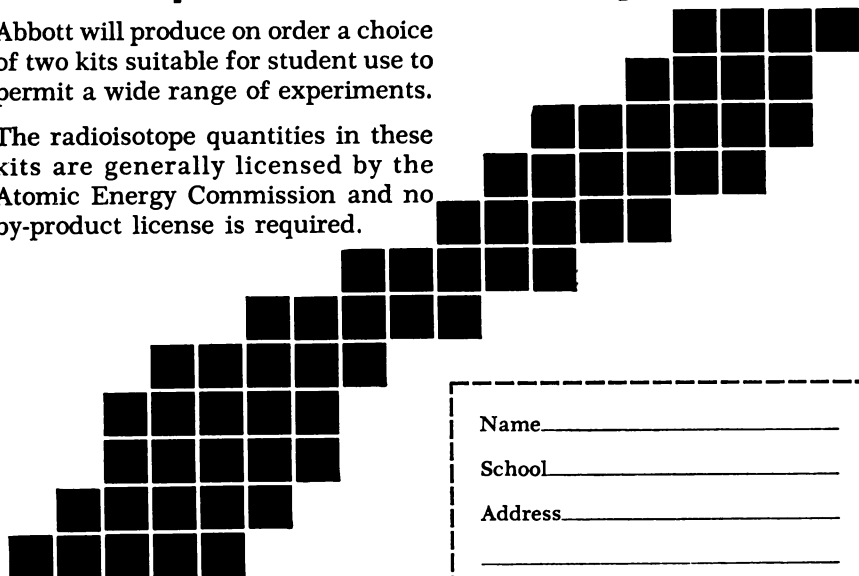 Abbott will produce on order a choice
of two kits suitable for student use to
permit a wide range of experiments.
The radioisotope quantities in these
kits are generally licensed by the
Atomic Energy Commission and no
by-product license is required.
Name
School
Address